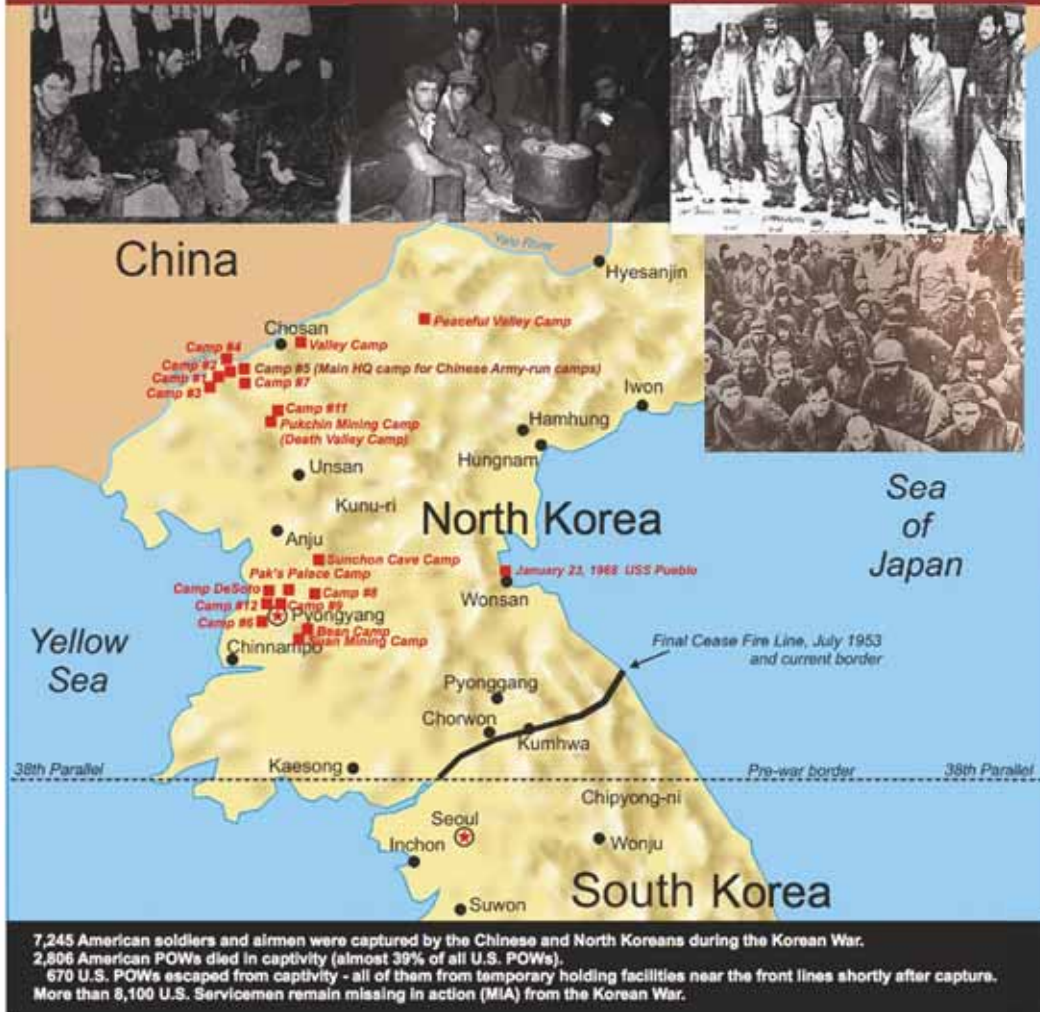 China
Yalu River
Hyesanjin
Peaceful Valley Camp
Chosan
Valley Camp
Camp #4
Camp #2
Camp #5 (Main HQ camp for Chinese Army-run camps)
Camp #1
Camp #7
Camp #3
Iwon
Camp #11
Hamhung
Pukchin Mining Camp
(Death Valley Camp)
Hungnam
Unsan
Kunu-ri
North Korea
Sea
of
Japan
Anju
Sunchon Cave Camp
Pak's Palace Camp
January 23, 1968 USS Pueblo
Camp DeSoto
Camp #8
Wonsan
Camp #12
Camp #9
Pyongyang
Camp #6
Bean Camp
Suan Mining Camp
Yellow
Sea
Chinnampo
Final Cease Fire Line, July 1953
and current border
Pyonggang
Chorwon
Kumhwa
38th Parallel
Kaesong
Pre-war border
38th Parallel
Chipyong-ni
Seoul
Inchon
Wonju
South Korea
Suwon
7,245 American soldiers and airmen were captured by the Chinese and North Koreans during the Korean War.
2,806 American POWs died in captivity (almost 39% of all U.S. POWs).
670 U.S. POWs escaped from captivity - all of them from temporary holding facilities near the front lines shortly after capture.
More than 8,100 U.S. Servicemen remain missing in action (MIA) from the Korean War.